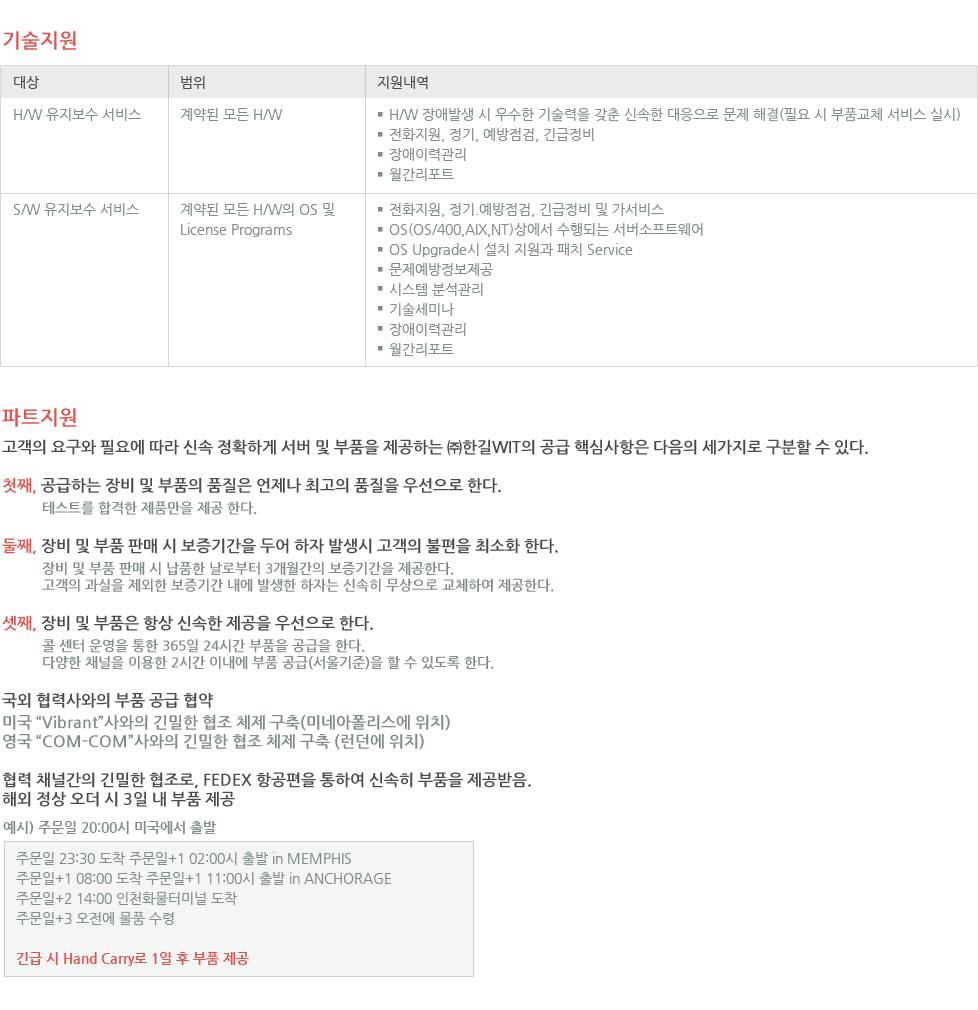 기술지원
대상 범위 지원내역
H/W 유지보수 서비스 계약된 모든 H/W ▪ H/W 장애발생 시 우수한 기술력을 갖춘 신속한 대응으로 문제 해결(필요 시 부품교체 서비스 실시)
▪ 전화지원, 정기, 예방점검, 긴급정비
▪ 장애이력관리
▪ 월간리포트
S/W 유지보수 서비스 계약된 모든 H/W의 OS 및 ▪ 전화지원, 정기.예방점검, 긴급정비 및 가서비스
License Programs ▪ OS(OS/400,AIX,NT)상에서 수행되는 서버소프트웨어
▪ OS Upgrade시 설치 지원과 패치 Service
▪ 문제예방정보제공
▪ 시스템 분석관리
▪ 기술세미나
▪ 장애이력관리
▪ 월간리포트
파트지원
고객의 요구와 필요에 따라 신속 정확하게 서버 및 부품을 제공하는 ㈜한길WIT의 공급 핵심사항은 다음의 세가지로 구분할 수 있다.
첫째, 공급하는 장비 및 부품의 품질은 언제나 최고의 품질을 우선으로 한다.
테스트를 합격한 제품만을 제공 한다.
둘째, 장비 및 부품 판매 시 보증기간을 두어 하자 발생시 고객의 불편을 최소화 한다.
장비 및 부품 판매 시 납품한 날로부터 3개월간의 보증기간을 제공한다.
고객의 과실을 제외한 보증기간 내에 발생한 하자는 신속히 무상으로 교체하여 제공한다.
셋째, 장비 및 부품은 항상 신속한 제공을 우선으로 한다.
콜 센터 운영을 통한 365일 24시간 부품을 공급을 한다.
다양한 채널을 이용한 2시간 이내에 부품 공급(서울기준)을 할 수 있도록 한다.
국외 협력사와의 부품 공급 협약
미국 “Vibrant”사와의 긴밀한 협조 체제 구축(미네아폴리스에 위치)
영국 “COM-COM”사와의 긴밀한 협조 체제 구축 (런던에 위치)
협력 채널간의 긴밀한 협조로, FEDEX 항공편을 통하여 신속히 부품을 제공받음.
해외 정상 오더 시 3일 내 부품 제공
예시) 주문일 20:00시 미국에서 출발
주문일 23:30 도착 주문일+1 02:00시 출발 in MEMPHIS
주문일+1 08:00 도착 주문일+1 11:00시 출발 in ANCHORAGE
주문일+2 14:00 인천화물터미널 도착
주문일+3 오전에 물품 수령
긴급 시 Hand Carry로 1일 후 부품 제공